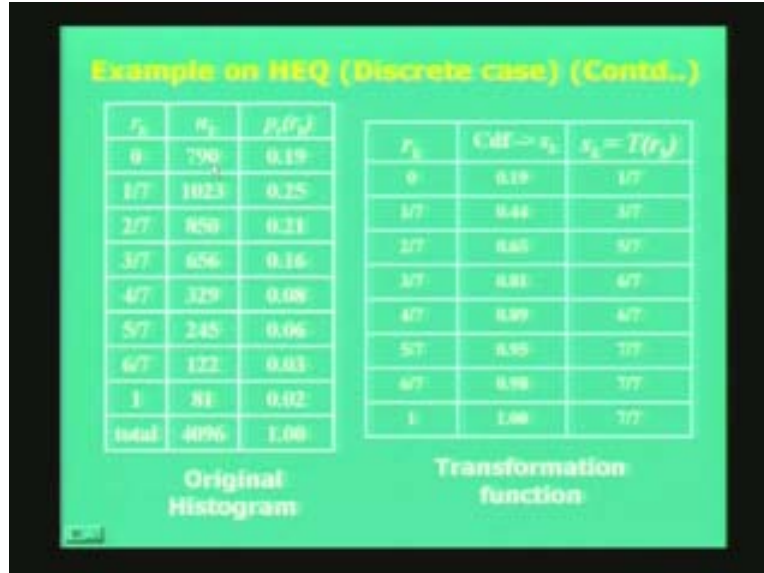 Example on HEQ (Discrete case) (Contd..)
r_k n_k p_r(r_k)
0 790 0.19
1/7 1023 0.25
2/7 850 0.21
3/7 656 0.16
4/7 329 0.08
5/7 245 0.06
6/7 122 0.03
1 81 0.02
total 4096 1.00
Original
Histogram
r_k Cdf->s_k s_k = T(r_k)
0 0.19 1/7
1/7 0.44 3/7
2/7 0.65 5/7
3/7 0.81 6/7
4/7 0.89 6/7
5/7 0.95 7/7
6/7 0.98 7/7
1 1.00 7/7
Transformation
function